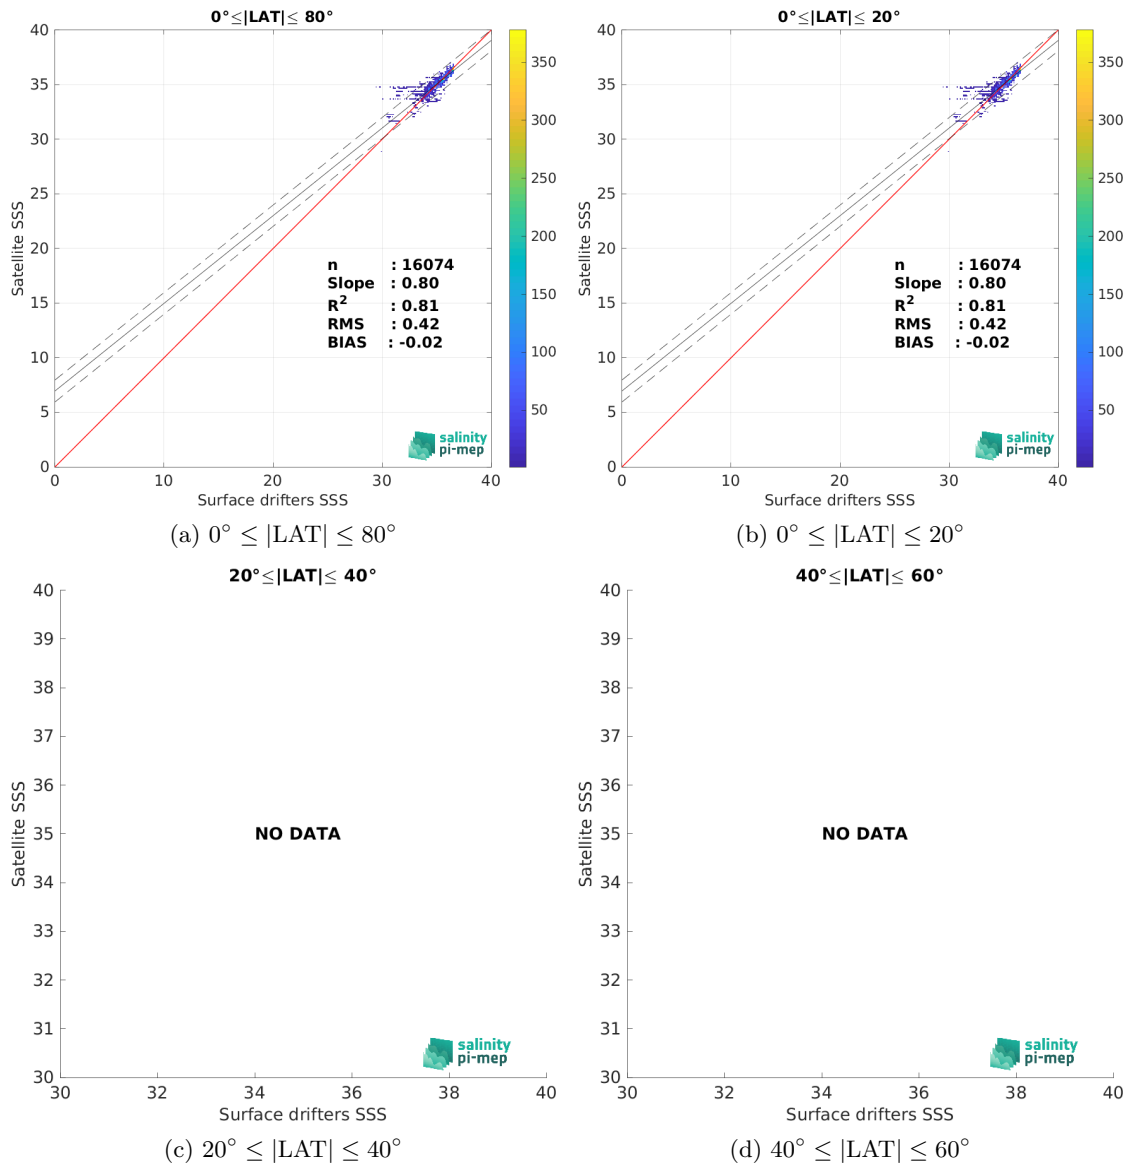 0°≤|LAT|≤ 80°
40
35
30
25
20
15
10
5
0
Satellite SSS
0
10
20
30
40
Surface drifters SSS
n : 16074
Slope : 0.80
R² : 0.81
RMS : 0.42
BIAS : -0.02
salinity
pi-mep
350
300
250
200
150
100
50
(a) 0° ≤ |LAT| ≤ 80°
0°≤|LAT|≤ 20°
40
35
30
25
20
15
10
5
0
Satellite SSS
0
10
20
30
40
Surface drifters SSS
n : 16074
Slope : 0.80
R² : 0.81
RMS : 0.42
BIAS : -0.02
salinity
pi-mep
350
300
250
200
150
100
50
(b) 0° ≤ |LAT| ≤ 20°
20°≤|LAT|≤ 40°
40
39
38
37
36
35
34
33
32
31
30
Satellite SSS
NO DATA
salinity
pi-mep
30
32
34
36
38
40
Surface drifters SSS
(c) 20° ≤ |LAT| ≤ 40°
40°≤|LAT|≤ 60°
40
39
38
37
36
35
34
33
32
31
30
Satellite SSS
NO DATA
salinity
pi-mep
30
32
34
36
38
40
Surface drifters SSS
(d) 40° ≤ |LAT| ≤ 60°